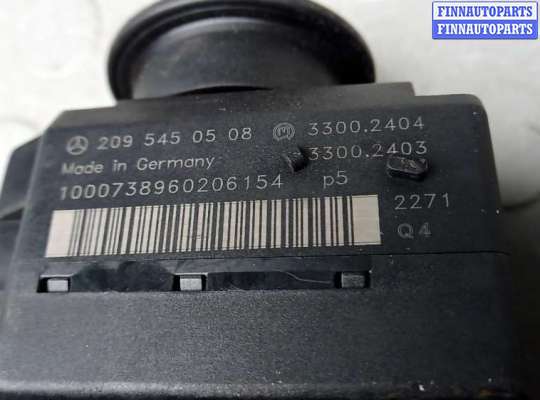 FINNAUTOPARTS
FINNAUTOPARTS
209 545 05 08 M 3300.2404
Made in Germany 3300.2403
1000738960206154 p5
2271
Q4